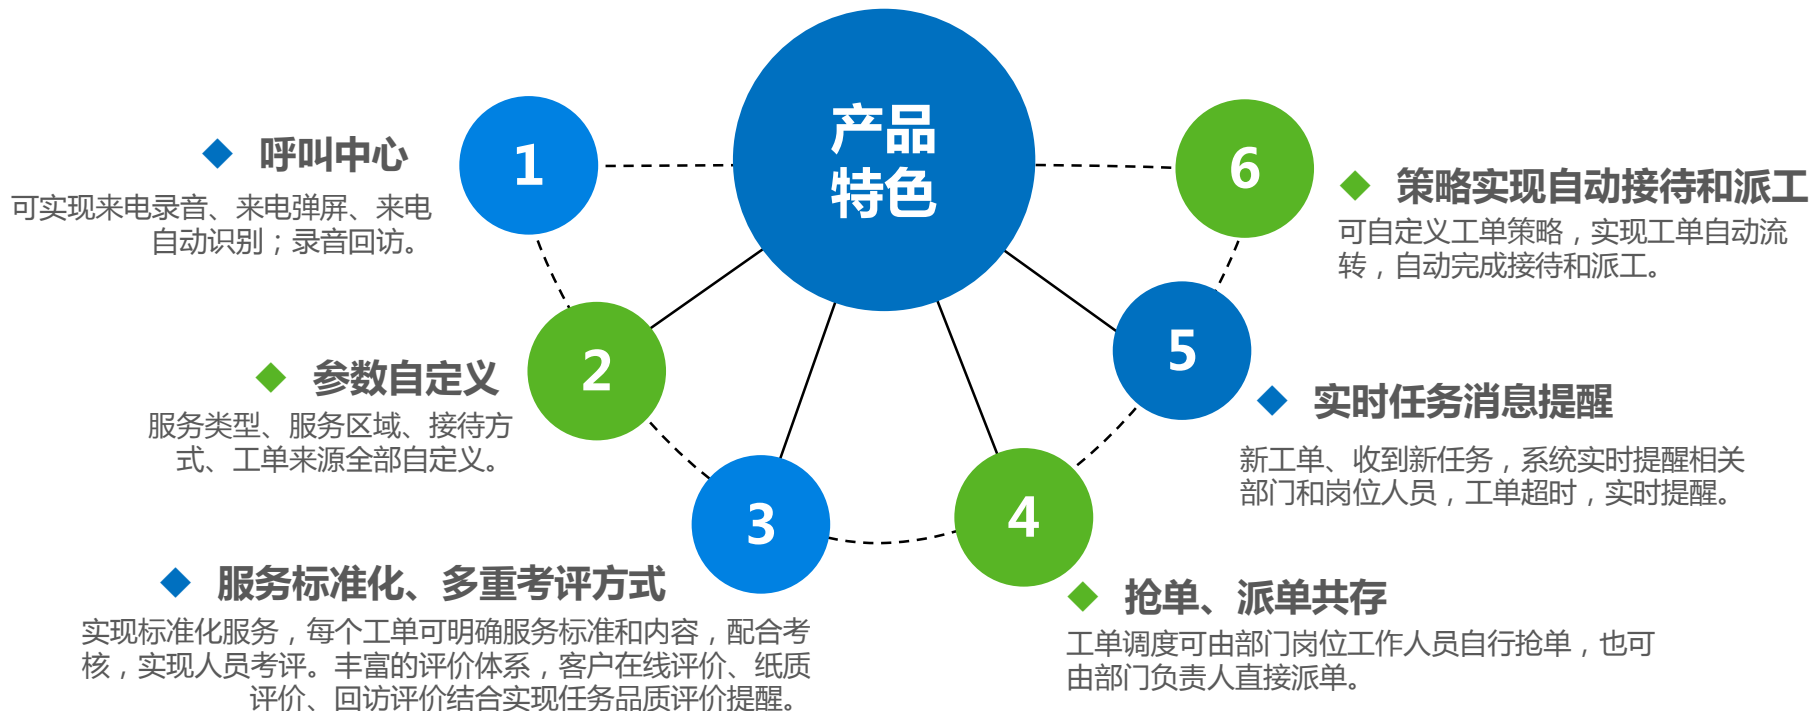 产品
特色
1
呼叫中心
可实现来电录音、来电弹屏、来电
自动识别；录音回访。
2
参数自定义
服务类型、服务区域、接待方
式、工单来源全部自定义。
3
服务标准化、多重考评方式
实现标准化服务，每个工单可明确服务标准和内容，配合考
核，实现人员考评。丰富的评价体系，客户在线评价、纸质
评价、回访评价结合实现任务品质评价提醒。
4
抢单、派单共存
工单调度可由部门岗位工作人员自行抢单，也可
由部门负责人直接派单。
5
实时任务消息提醒
新工单、收到新任务，系统实时提醒相关
部门和岗位人员，工单超时，实时提醒。
6
策略实现自动接待和派工
可自定义工单策略，实现工单自动流
转，自动完成接待和派工。